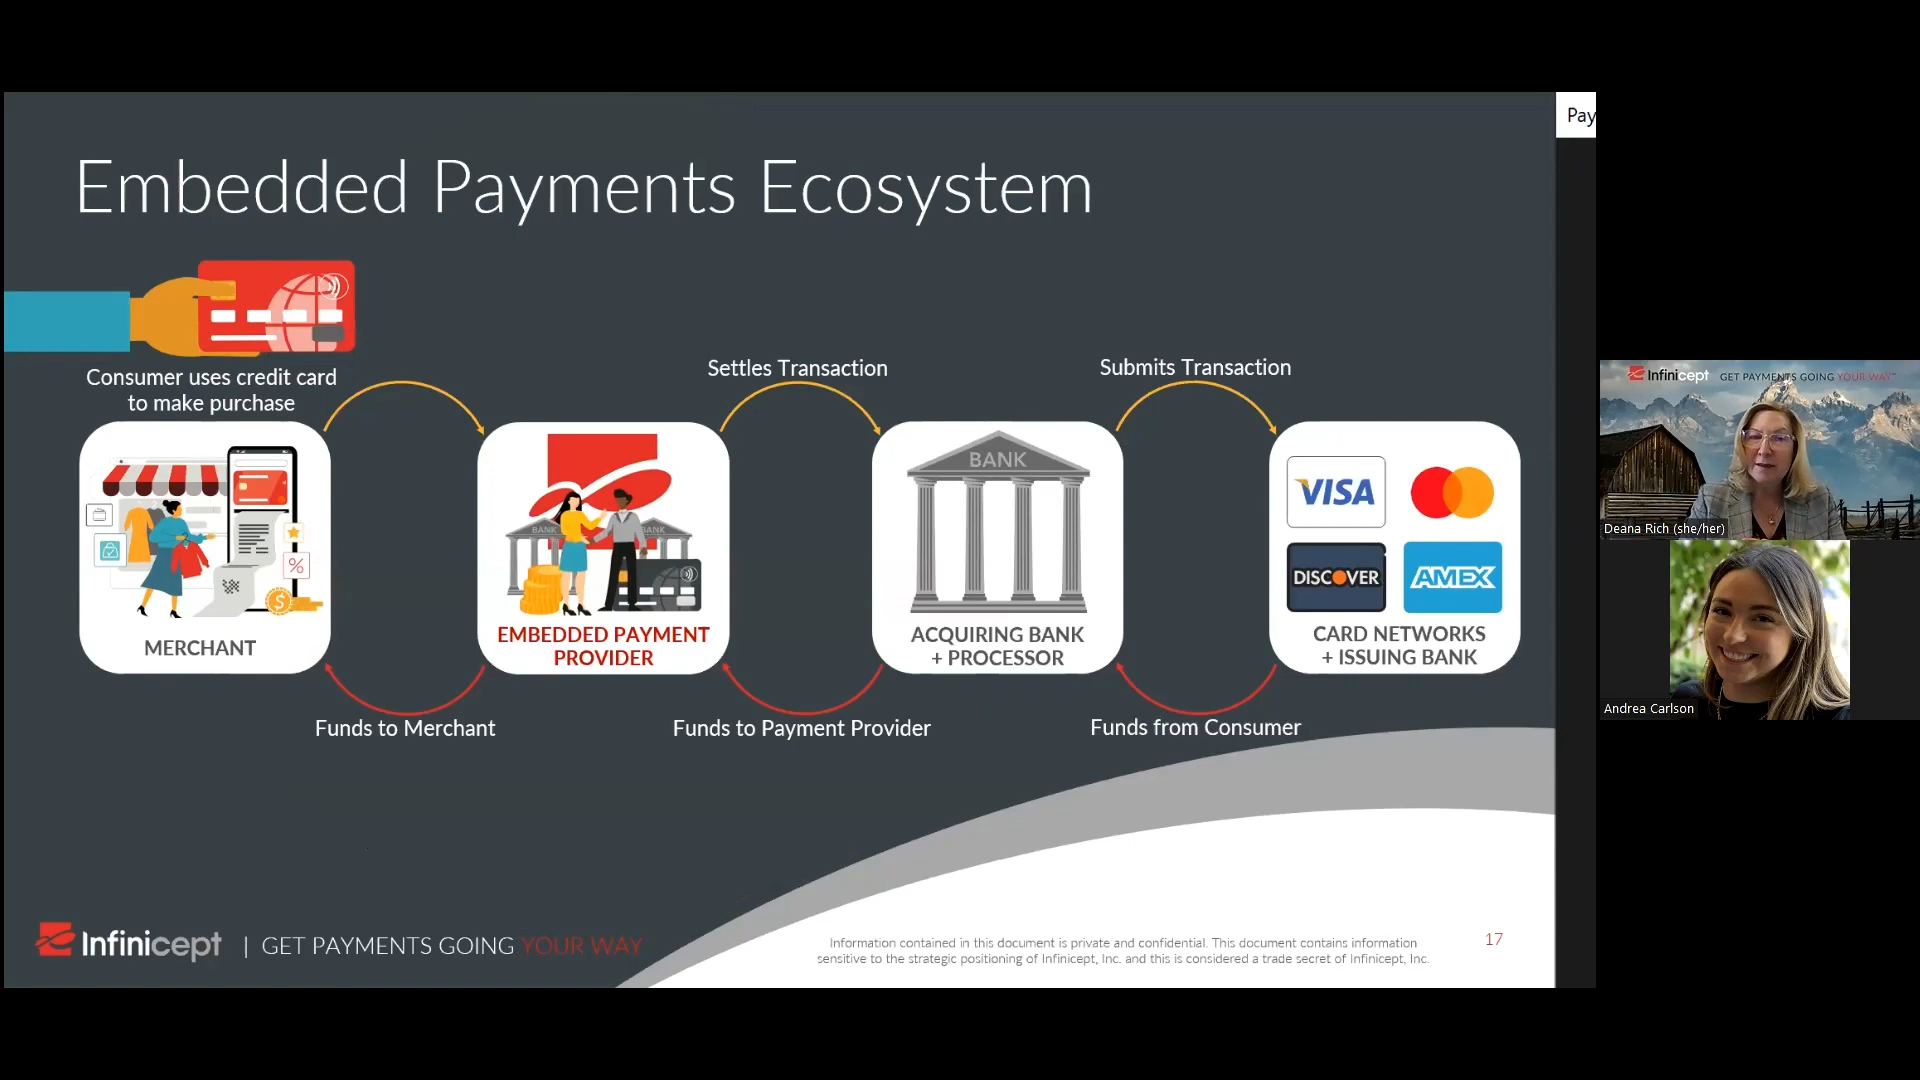 Pay
Embedded Payments Ecosystem
Consumer uses credit card
to make purchase
Settles Transaction
Submits Transaction
MERCHANT
BANK
BANK
EMBEDDED PAYMENT
PROVIDER
BANK
ACQUIRING BANK
+ PROCESSOR
VISA
DISCOVER
AMEX
CARD NETWORKS
+ ISSUING BANK
Funds to Merchant
Funds to Payment Provider
Funds from Consumer
Infinicept | GET PAYMENTS GOING YOUR WAY
Information contained in this document is private and confidential. This document contains information
sensitive to the strategic positioning of Infinicept, Inc. and this is considered a trade secret of Infinicept, Inc.
17
Infinicept GET PAYMENTS GOING YOUR WAY
Deana Rich (she/her)
Andrea Carlson